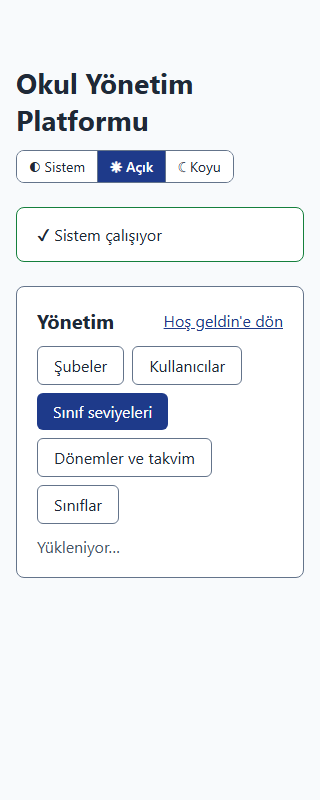 Okul Yönetim
Platformu
◐ Sistem ☀ Açık ☾ Koyu
✓ Sistem çalışıyor
Yönetim Hoş geldin'e dön
Şubeler Kullanıcılar
Sınıf seviyeleri
Dönemler ve takvim
Sınıflar
Yükleniyor…